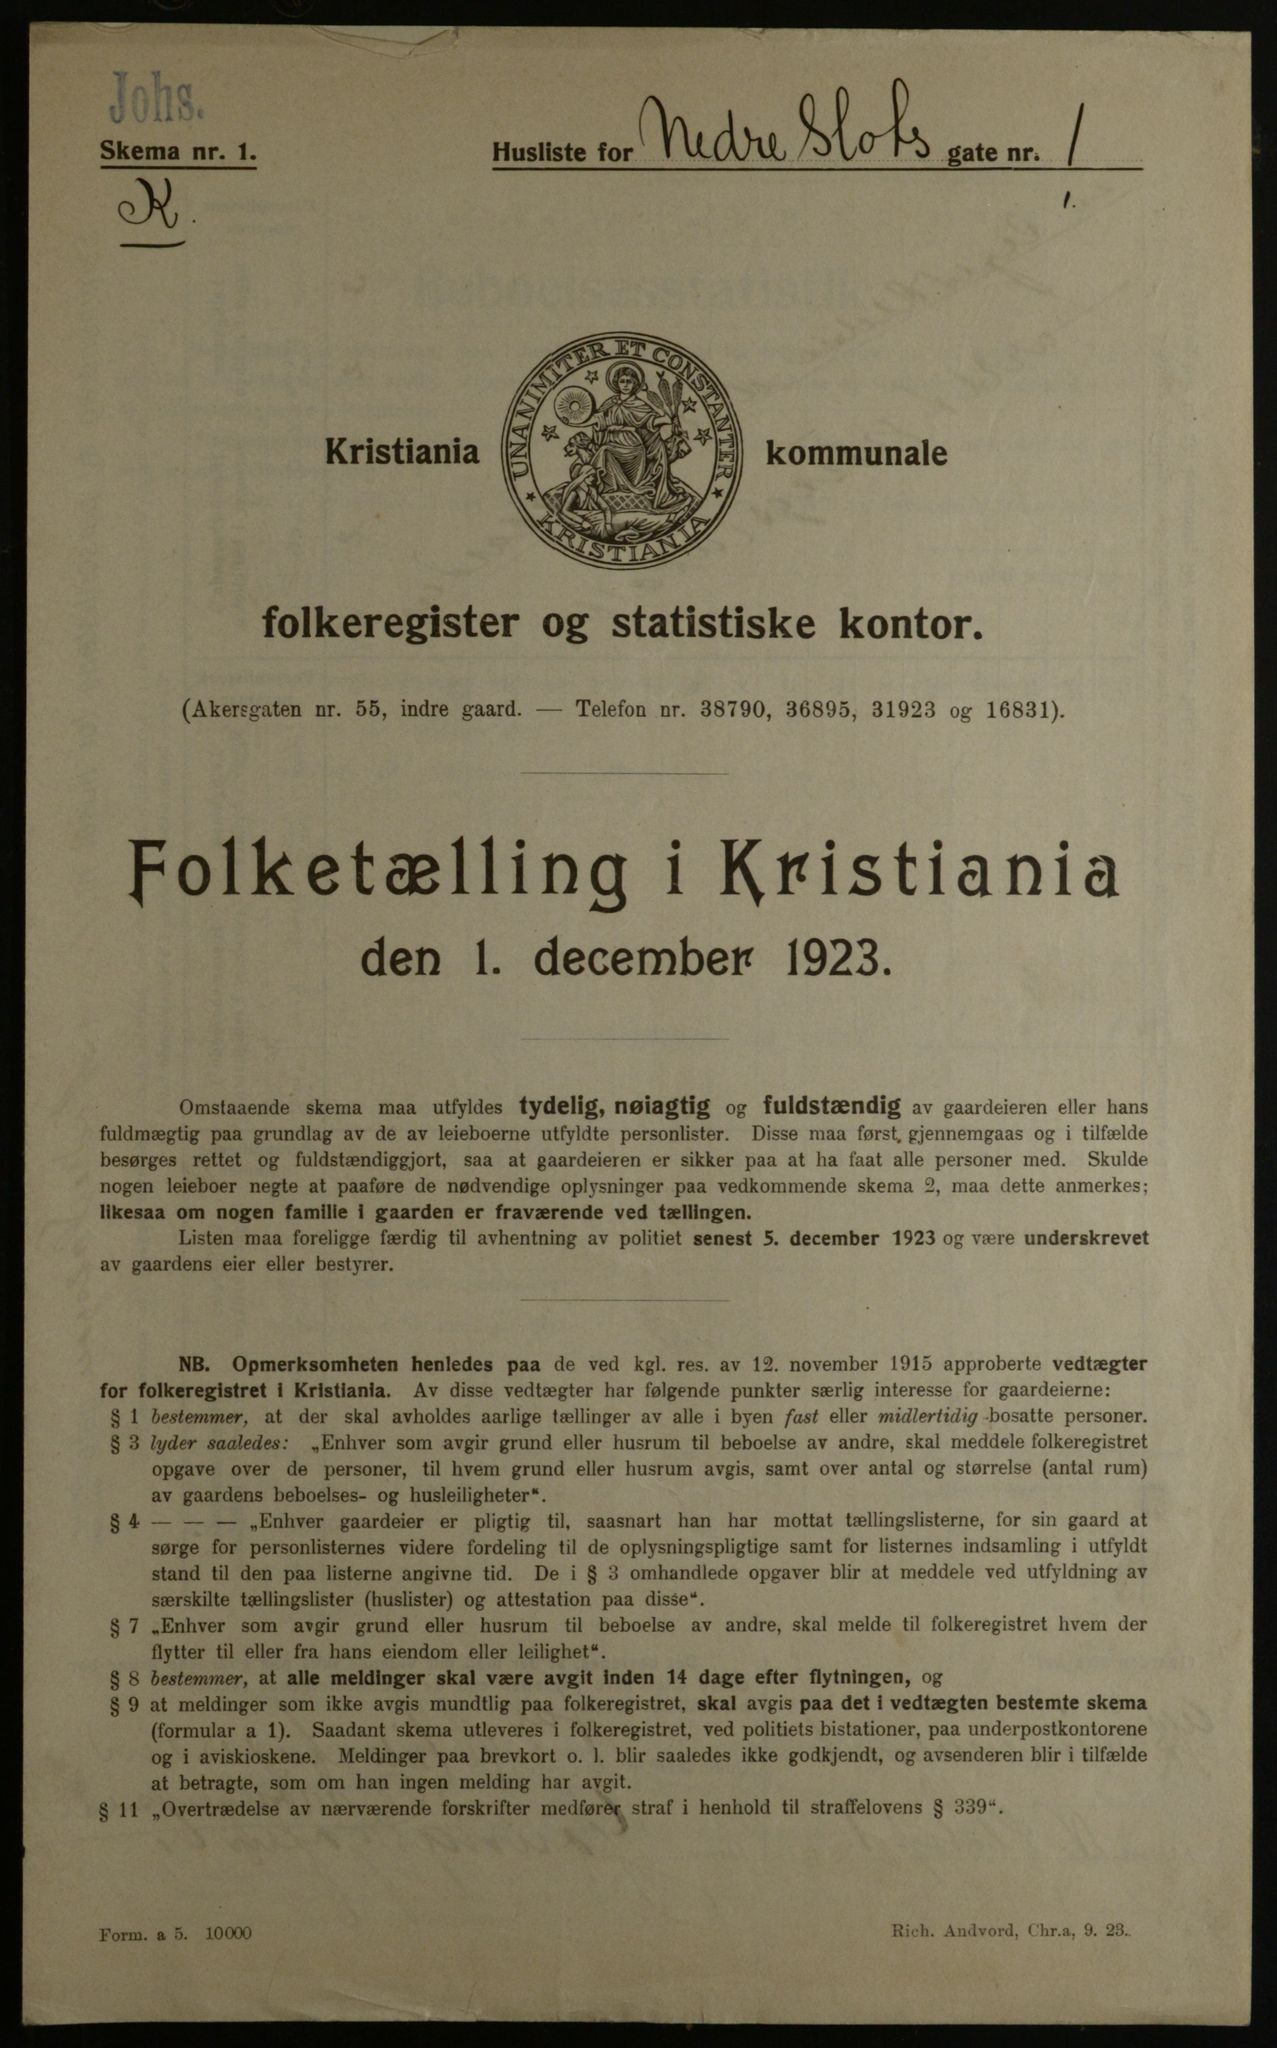 Johs.
Skema nr. 1.
Husliste for Nedre Slots gate nr. 1
K.
1.
UNANIMITER ET CONSTANTER
KRISTIANIA
Kristiania kommunale
folkeregister og statistiske kontor.
(Akersgaten nr. 55, indre gaard. — Telefon nr. 38790, 36895, 31923 og 16831).
Folketælling i Kristiania
den 1. december 1923.
Omstaaende skema maa utfyldes tydelig, nøiagtig og fuldstændig av gaardeieren eller hans
fuldmægtig paa grundlag av de av leieboerne utfyldte personlister. Disse maa først gjennemgaas og i tilfælde
besørges rettet og fuldstændiggjort, saa at gaardeieren er sikker paa at ha faat alle personer med. Skulde
nogen leieboer negte at paaføre de nødvendige oplysninger paa vedkommende skema 2, maa dette anmerkes;
likesaa om nogen familie i gaarden er fraværende ved tællingen.
Listen maa foreligge færdig til avhentning av politiet senest 5. december 1923 og være underskrevet
av gaardens eier eller bestyrer.
NB. Opmerksomheten henledes paa de ved kgl. res. av 12. november 1915 approberte vedtægter
for folkeregistret i Kristiania. Av disse vedtægter har følgende punkter særlig interesse for gaardeierne:
§ 1 bestemmer, at der skal avholdes aarlige tællinger av alle i byen fast eller midlertidig bosatte personer.
§ 3 lyder saaledes: „Enhver som avgir grund eller husrum til beboelse av andre, skal meddele folkeregistret
opgave over de personer, til hvem grund eller husrum avgis, samt over antal og størrelse (antal rum)
av gaardens beboelses- og husleiligheter“.
§ 4 — — — „Enhver gaardeier er pligtig til, saasnart han har mottat tællingslisterne, for sin gaard at
sørge for personlisternes videre fordeling til de oplysningspligtige samt for listernes indsamling i utfyldt
stand til den paa listerne angivne tid. De i § 3 omhandlede opgaver blir at meddele ved utfyldning av
særskilte tællingslister (huslister) og attestation paa disse“.
§ 7 „Enhver som avgir grund eller husrum til beboelse av andre, skal melde til folkeregistret hvem der
flytter til eller fra hans eiendom eller leilighet“.
§ 8 bestemmer, at alle meldinger skal være avgit inden 14 dage efter flytningen, og
§ 9 at meldinger som ikke avgis mundtlig paa folkeregistret, skal avgis paa det i vedtægten bestemte skema
(formular a 1). Saadant skema utleveres i folkeregistret, ved politiets bistationer, paa underpostkontorene
og i aviskioskene. Meldinger paa brevkort o. l. blir saaledes ikke godkjendt, og avsenderen blir i tilfælde
at betragte, som om han ingen melding har avgit.
§ 11 „Overtrædelse av nærværende forskrifter medfører straf i henhold til straffelovens § 339“.
Form. a 5. 10000
Rich. Andvord, Chr.a, 9. 23.